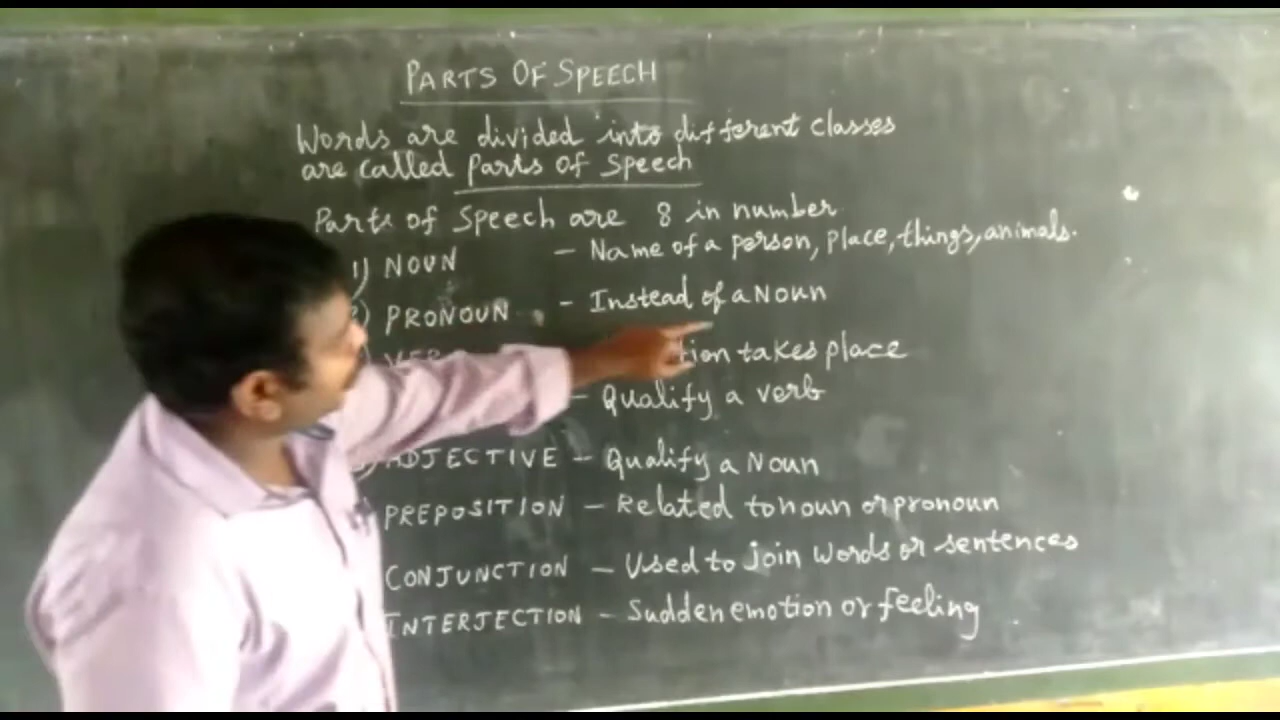 PARTS OF SPEECH
Words are divided into different classes
are called Parts of Speech
Parts of Speech are 8 in number
1) NOUN - Name of a person, place, things, animals.
) PRONOUN - Instead of a NOUN
) VER tion takes place
- Qualify a verb
) ADJECTIVE - Qualify a Noun
PREPOSITION - Related to noun or pronoun
CONJUNCTION - Used to join words or sentences
INTERJECTION - Sudden emotion or feeling